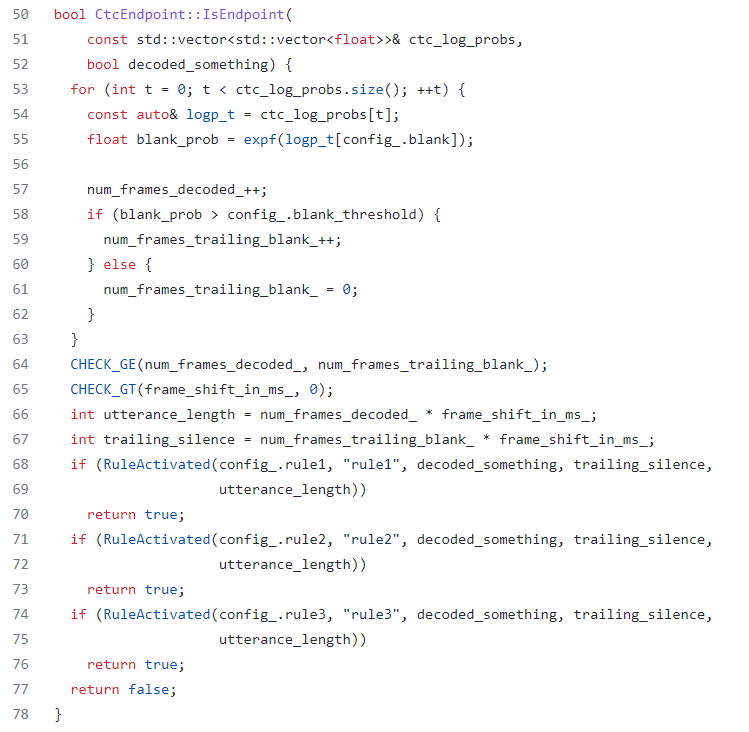 50 bool CtcEndpoint::IsEndpoint(
51     const std::vector<std::vector<float>>& ctc_log_probs,
52     bool decoded_something) {
53   for (int t = 0; t < ctc_log_probs.size(); ++t) {
54     const auto& logp_t = ctc_log_probs[t];
55     float blank_prob = expf(logp_t[config_.blank]);
56
57     num_frames_decoded_++;
58     if (blank_prob > config_.blank_threshold) {
59       num_frames_trailing_blank_++;
60     } else {
61       num_frames_trailing_blank_ = 0;
62     }
63   }
64   CHECK_GE(num_frames_decoded_, num_frames_trailing_blank_);
65   CHECK_GT(frame_shift_in_ms_, 0);
66   int utterance_length = num_frames_decoded_ * frame_shift_in_ms_;
67   int trailing_silence = num_frames_trailing_blank_ * frame_shift_in_ms_;
68   if (RuleActivated(config_.rule1, "rule1", decoded_something, trailing_silence,
69                     utterance_length))
70     return true;
71   if (RuleActivated(config_.rule2, "rule2", decoded_something, trailing_silence,
72                     utterance_length))
73     return true;
74   if (RuleActivated(config_.rule3, "rule3", decoded_something, trailing_silence,
75                     utterance_length))
76     return true;
77   return false;
78 }